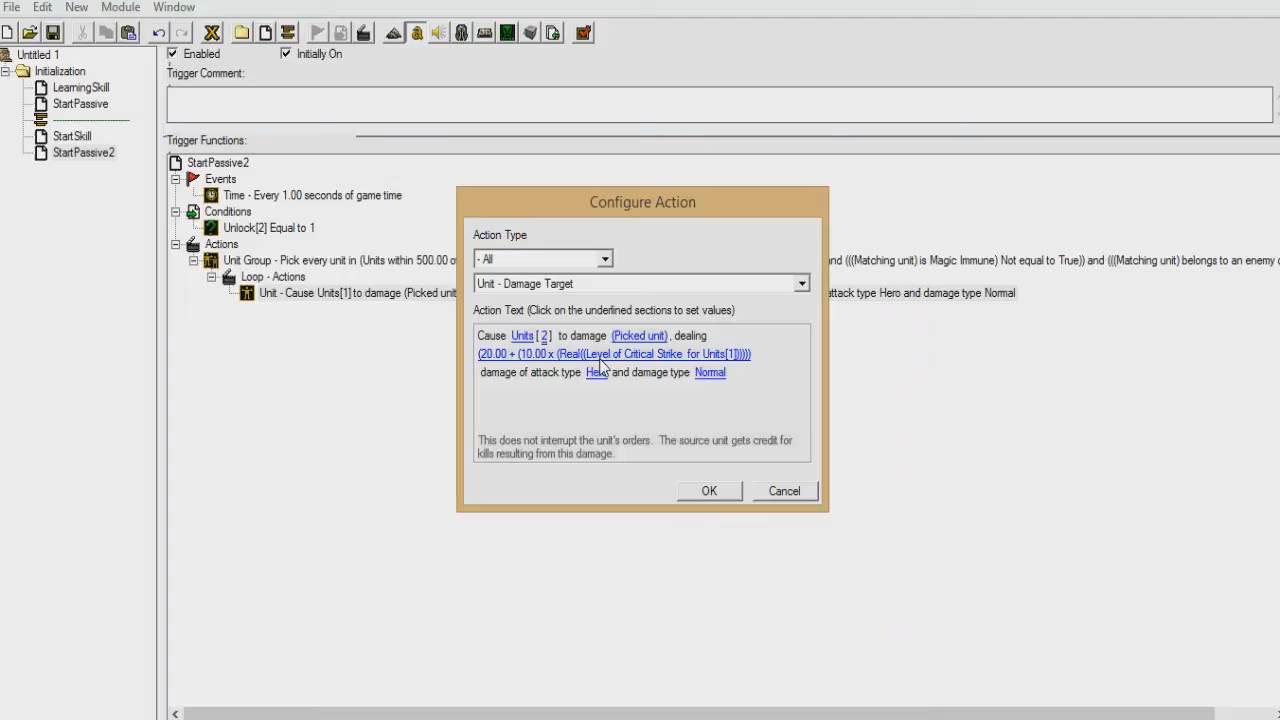 File Edit New Module Window
Untitled 1
Initialization
LearningSkill
StartPassive
StartSkill
StartPassive2
Enabled Initially On
Trigger Comment:
Trigger Functions:
StartPassive2
Events
Time - Every 1.00 seconds of game time
Conditions
Unlock[2] Equal to 1
Actions
Unit Group - Pick every unit in (Units within 500.00 o nd (((Matching unit) is Magic Immune) Not equal to True)) and (((Matching unit) belongs to an enemy o
Loop - Actions
Unit - Cause Units[1] to damage (Picked unit attack type Hero and damage type Normal
Configure Action
Action Type
- All
Unit - Damage Target
Action Text (Click on the underlined sections to set values)
Cause Units [2] to damage (Picked unit), dealing
(20.00 + (10.00 x (Real((Level of Critical Strike for Units[1])))))
damage of attack type Hero and damage type Normal
This does not interrupt the unit's orders. The source unit gets credit for
kills resulting from this damage.
OK Cancel